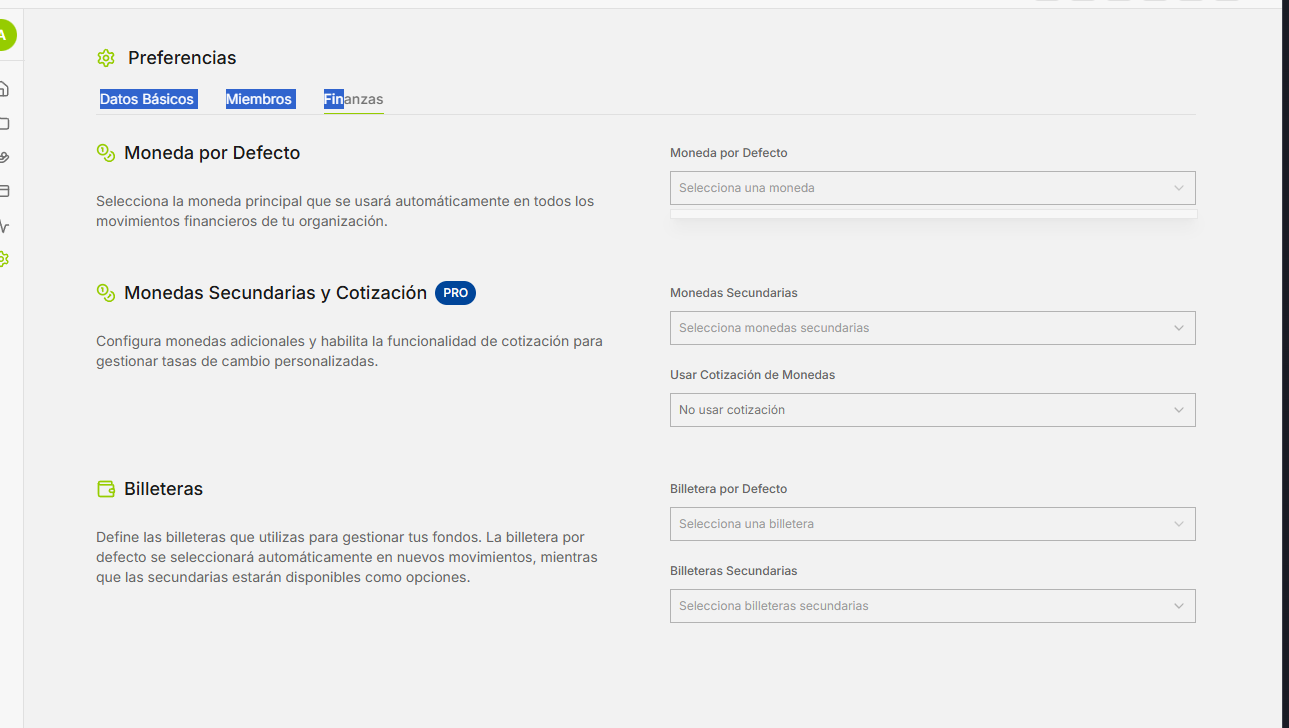 A
Preferencias
Datos Básicos Miembros Finanzas
Moneda por Defecto
Selecciona la moneda principal que se usará automáticamente en todos los
movimientos financieros de tu organización.
Moneda por Defecto
Selecciona una moneda
Monedas Secundarias y Cotización PRO
Configura monedas adicionales y habilita la funcionalidad de cotización para
gestionar tasas de cambio personalizadas.
Monedas Secundarias
Selecciona monedas secundarias
Usar Cotización de Monedas
No usar cotización
Billeteras
Define las billeteras que utilizas para gestionar tus fondos. La billetera por
defecto se seleccionará automáticamente en nuevos movimientos, mientras
que las secundarias estarán disponibles como opciones.
Billetera por Defecto
Selecciona una billetera
Billeteras Secundarias
Selecciona billeteras secundarias